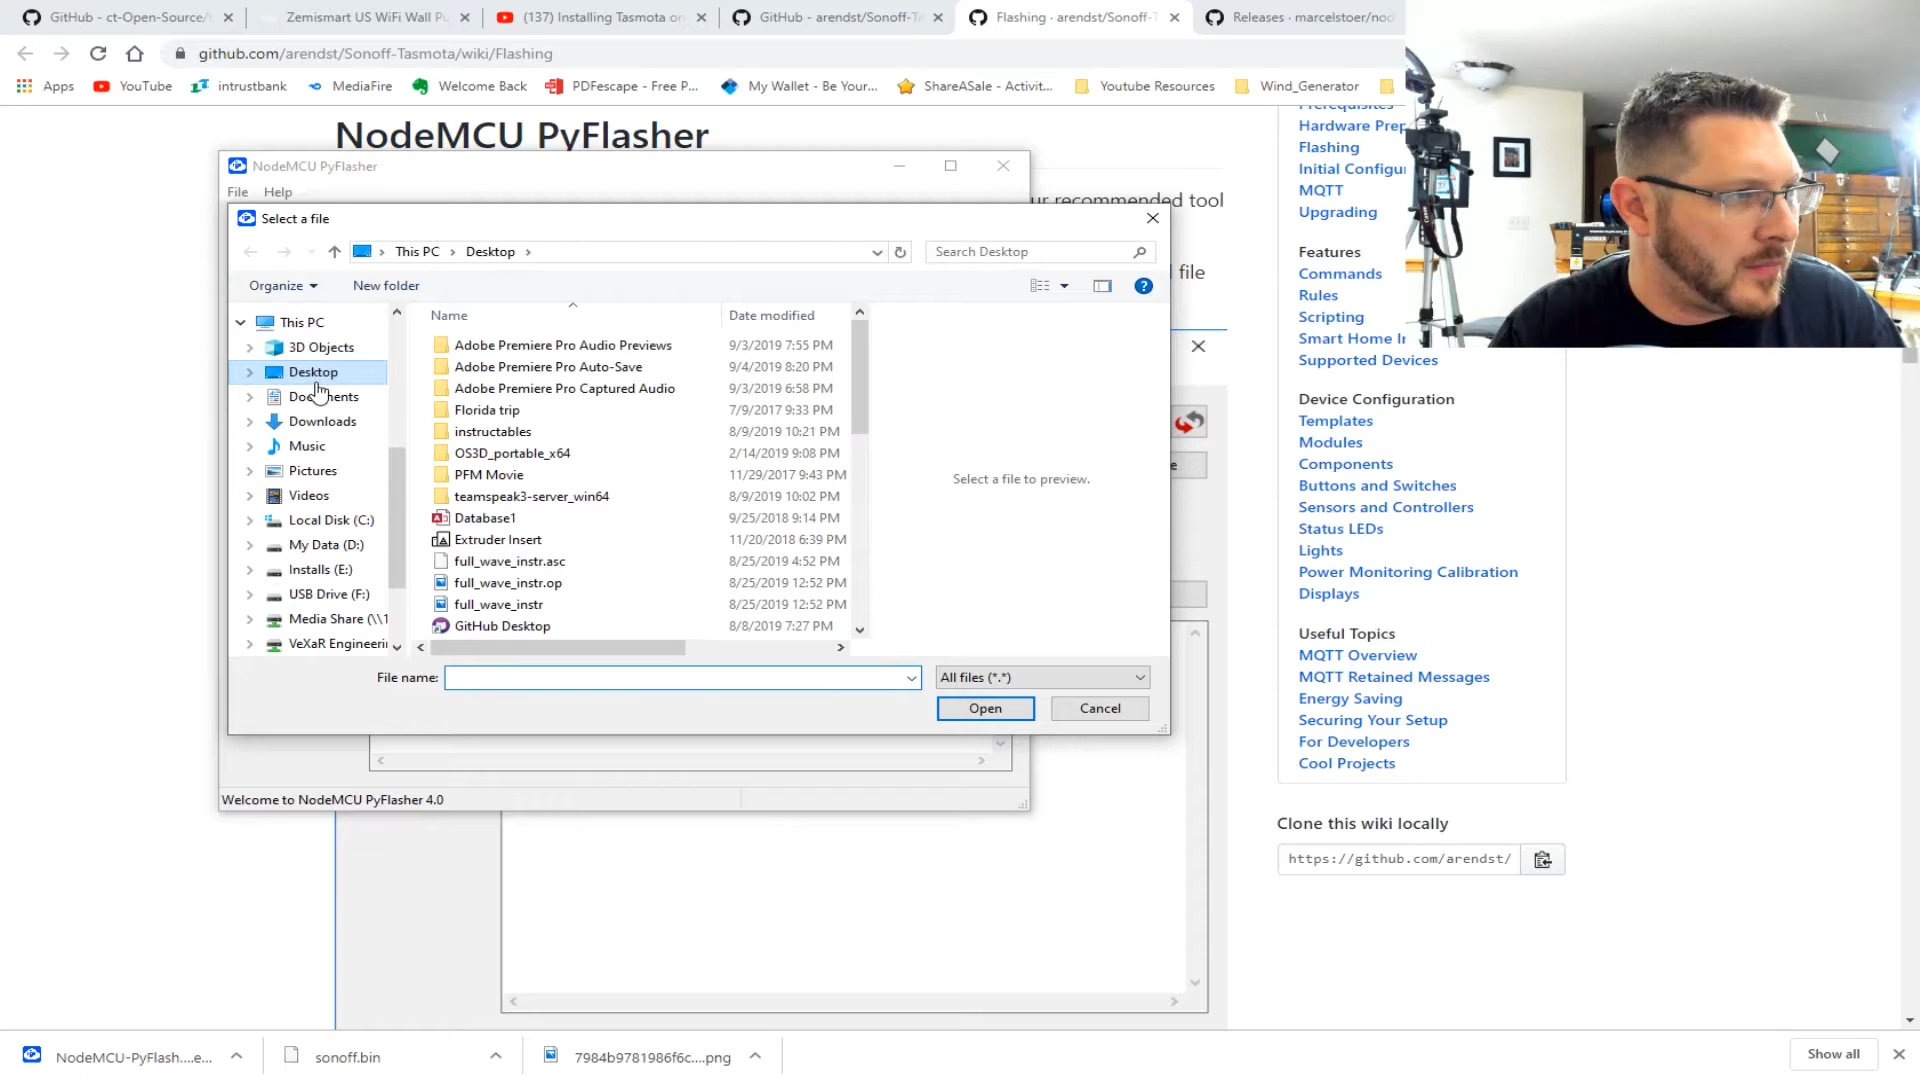 GitHub - ct-Open-Source/t
Zemismart US WiFi Wall Pu
(137) Installing Tasmota on
GitHub - arendst/Sonoff-Ta
Flashing · arendst/Sonoff-T
Releases · marcelstoer/nod
github.com/arendst/Sonoff-Tasmota/wiki/Flashing
Apps
YouTube
intrustbank
MediaFire
Welcome Back
PDFescape - Free P...
My Wallet - Be Your...
ShareASale - Activit...
Youtube Resources
Wind_Generator
NodeMCU PyFlasher
ur recommended tool
file
NodeMCU PyFlasher
File Help
Select a file
This PC > Desktop >
Search Desktop
Organize
New folder
This PC
3D Objects
Desktop
Documents
Downloads
Music
Pictures
Videos
Local Disk (C:)
My Data (D:)
Installs (E:)
USB Drive (F:)
Media Share (\\1
VeXaR Engineeri
Name Date modified
Adobe Premiere Pro Audio Previews 9/3/2019 7:55 PM
Adobe Premiere Pro Auto-Save 9/4/2019 8:20 PM
Adobe Premiere Pro Captured Audio 9/3/2019 6:58 PM
Florida trip 7/9/2017 9:33 PM
instructables 8/9/2019 10:21 PM
OS3D_portable_x64 2/14/2019 9:08 PM
PFM Movie 11/29/2017 9:43 PM
teamspeak3-server_win64 8/9/2019 10:02 PM
Database1 9/25/2018 9:14 PM
Extruder Insert 11/20/2018 6:39 PM
full_wave_instr.asc 8/25/2019 4:52 PM
full_wave_instr.op 8/25/2019 12:52 PM
full_wave_instr 8/25/2019 12:52 PM
GitHub Desktop 8/8/2019 7:27 PM
Select a file to preview.
File name:
All files (*.*)
Open
Cancel
e
Welcome to NodeMCU PyFlasher 4.0
Prerequisites
Hardware Prep
Flashing
Initial Configu
MQTT
Upgrading
Features
Commands
Rules
Scripting
Smart Home Ir
Supported Devices
Device Configuration
Templates
Modules
Components
Buttons and Switches
Sensors and Controllers
Status LEDs
Lights
Power Monitoring Calibration
Displays
Useful Topics
MQTT Overview
MQTT Retained Messages
Energy Saving
Securing Your Setup
For Developers
Cool Projects
Clone this wiki locally
https://github.com/arendst/
NodeMCU-PyFlash....e...
sonoff.bin
7984b9781986f6c....png
Show all